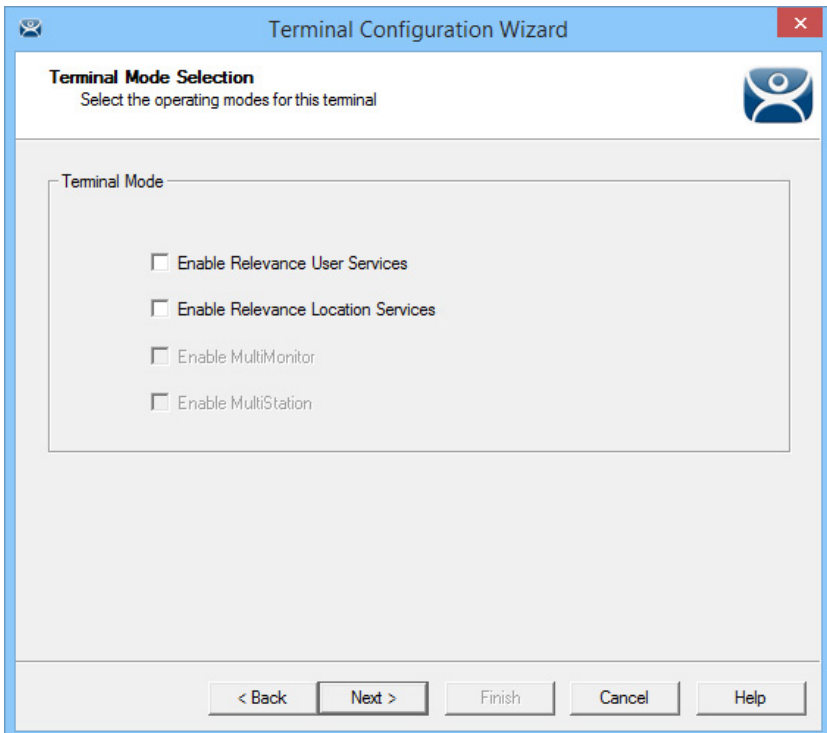 Terminal Configuration Wizard
Terminal Mode Selection
Select the operating modes for this terminal
Terminal Mode
Enable Relevance User Services
Enable Relevance Location Services
Enable MultiMonitor
Enable MultiStation
< Back Next > Finish Cancel Help